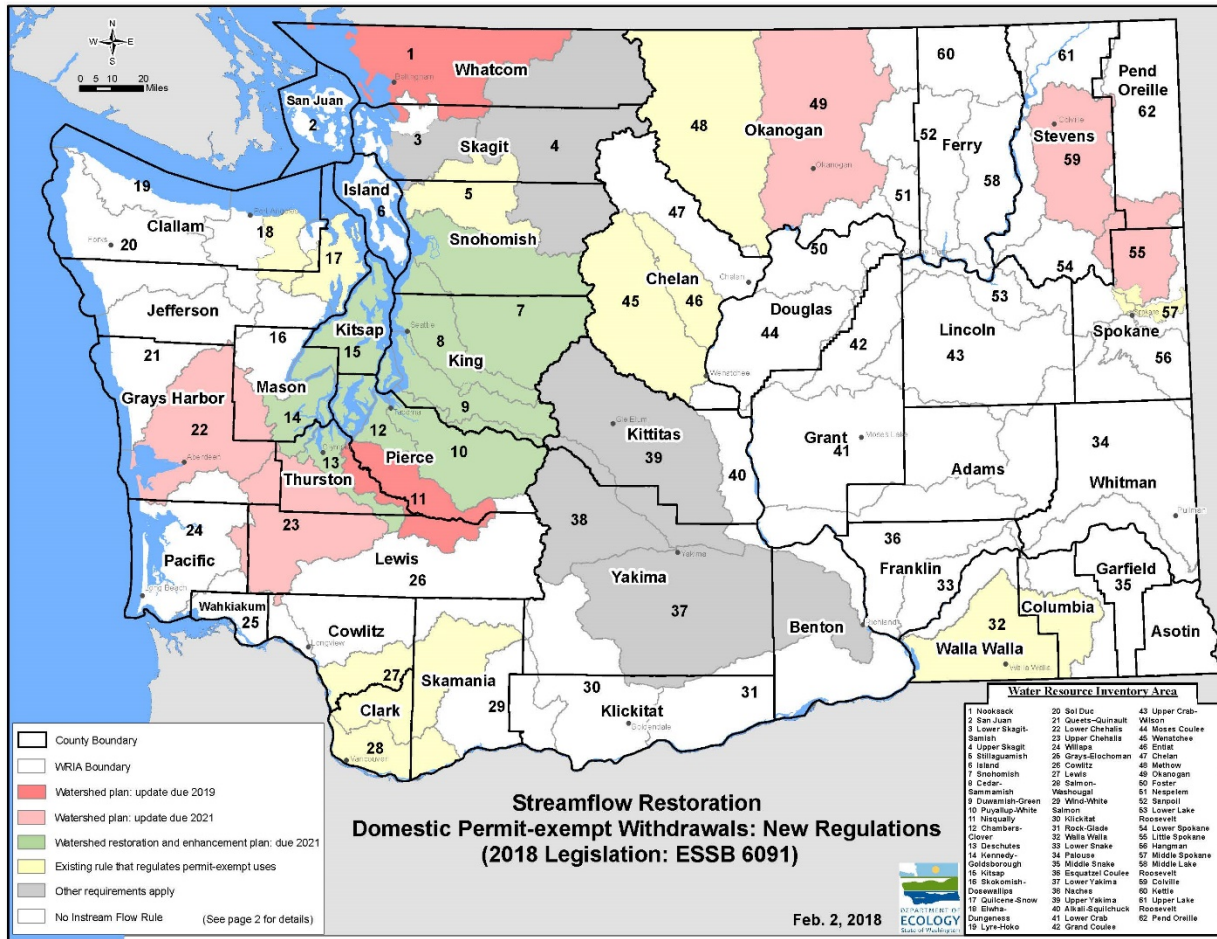 N
W E
S
0 5 10 20
Miles
1
Whatcom
Bellingham
San Juan
2
3
Skagit
4
Island
6
5
Snohomish
7
19
Clallam
Port Angeles
Forks
20
18
17
Jefferson
16
Kitsap
15
Seattle
8
King
9
21
Grays Harbor
22
Aberdeen
Mason
14
13
Thurston
Tacoma
12
Pierce
10
11
24
Pacific
Long Beach
23
Lewis
26
Wahkiakum
25
Cowlitz
Longview
27
Clark
28
Vancouver
Skamania
29
48
Okanogan
49
Okanogan
47
Chelan
45
46
Chelan
Wenatchee
50
Douglas
44
42
51
52
60
Ferry
58
61
Colville
Stevens
59
Pend
Oreille
62
55
54
53
Lincoln
43
Spokane
57
Spokane
56
Cle Elum
Kittitas
39
40
Grant
41
Moses Lake
Adams
34
Whitman
Pullman
38
Yakima
Yakima
37
Benton
Richland
36
Franklin
33
32
Walla Walla
Walla Walla
Columbia
Garfield
35
Asotin
30
Klickitat
Goldendale
31
County Boundary
WRIA Boundary
Watershed plan: update due 2019
Watershed plan: update due 2021
Watershed restoration and enhancement plan: due 2021
Existing rule that regulates permit-exempt uses
Other requirements apply
No Instream Flow Rule (See page 2 for details)
Streamflow Restoration
Domestic Permit-exempt Withdrawals: New Regulations
(2018 Legislation: ESSB 6091)
Feb. 2, 2018
DEPARTMENT OF
ECOLOGY
State of Washington
Water Resource Inventory Area
1 Nooksack
2 San Juan
3 Lower Skagit-
Samish
4 Upper Skagit
5 Stillaguamish
6 Island
7 Snohomish
8 Cedar-
Sammamish
9 Duwamish-Green
10 Puyallup-White
11 Nisqually
12 Chambers-
Clover
13 Deschutes
14 Kennedy-
Goldsborough
15 Kitsap
16 Skokomish-
Dosewallips
17 Quilcene-Snow
18 Elwha-
Dungeness
19 Lyre-Hoko
20 Sol Duc
21 Queets-Quinault
22 Lower Chehalis
23 Upper Chehalis
24 Willapa
25 Grays-Elochoman
26 Cowlitz
27 Lewis
28 Salmon-
Washougal
29 Wind-White
Salmon
30 Klickitat
31 Rock-Glade
32 Walla Walla
33 Lower Snake
34 Palouse
35 Middle Snake
36 Esquatzel Coulee
37 Lower Yakima
38 Naches
39 Upper Yakima
40 Alkali-Squilchuck
41 Lower Crab
42 Grand Coulee
43 Upper Crab-
Wilson
44 Moses Coulee
45 Wenatchee
46 Entiat
47 Chelan
48 Methow
49 Okanogan
50 Foster
51 Nespelem
52 Sanpoil
53 Lower Lake
Roosevelt
54 Lower Spokane
55 Little Spokane
56 Hangman
57 Middle Spokane
58 Middle Lake
Roosevelt
59 Colville
60 Kettle
61 Upper Lake
Roosevelt
62 Pend Oreille